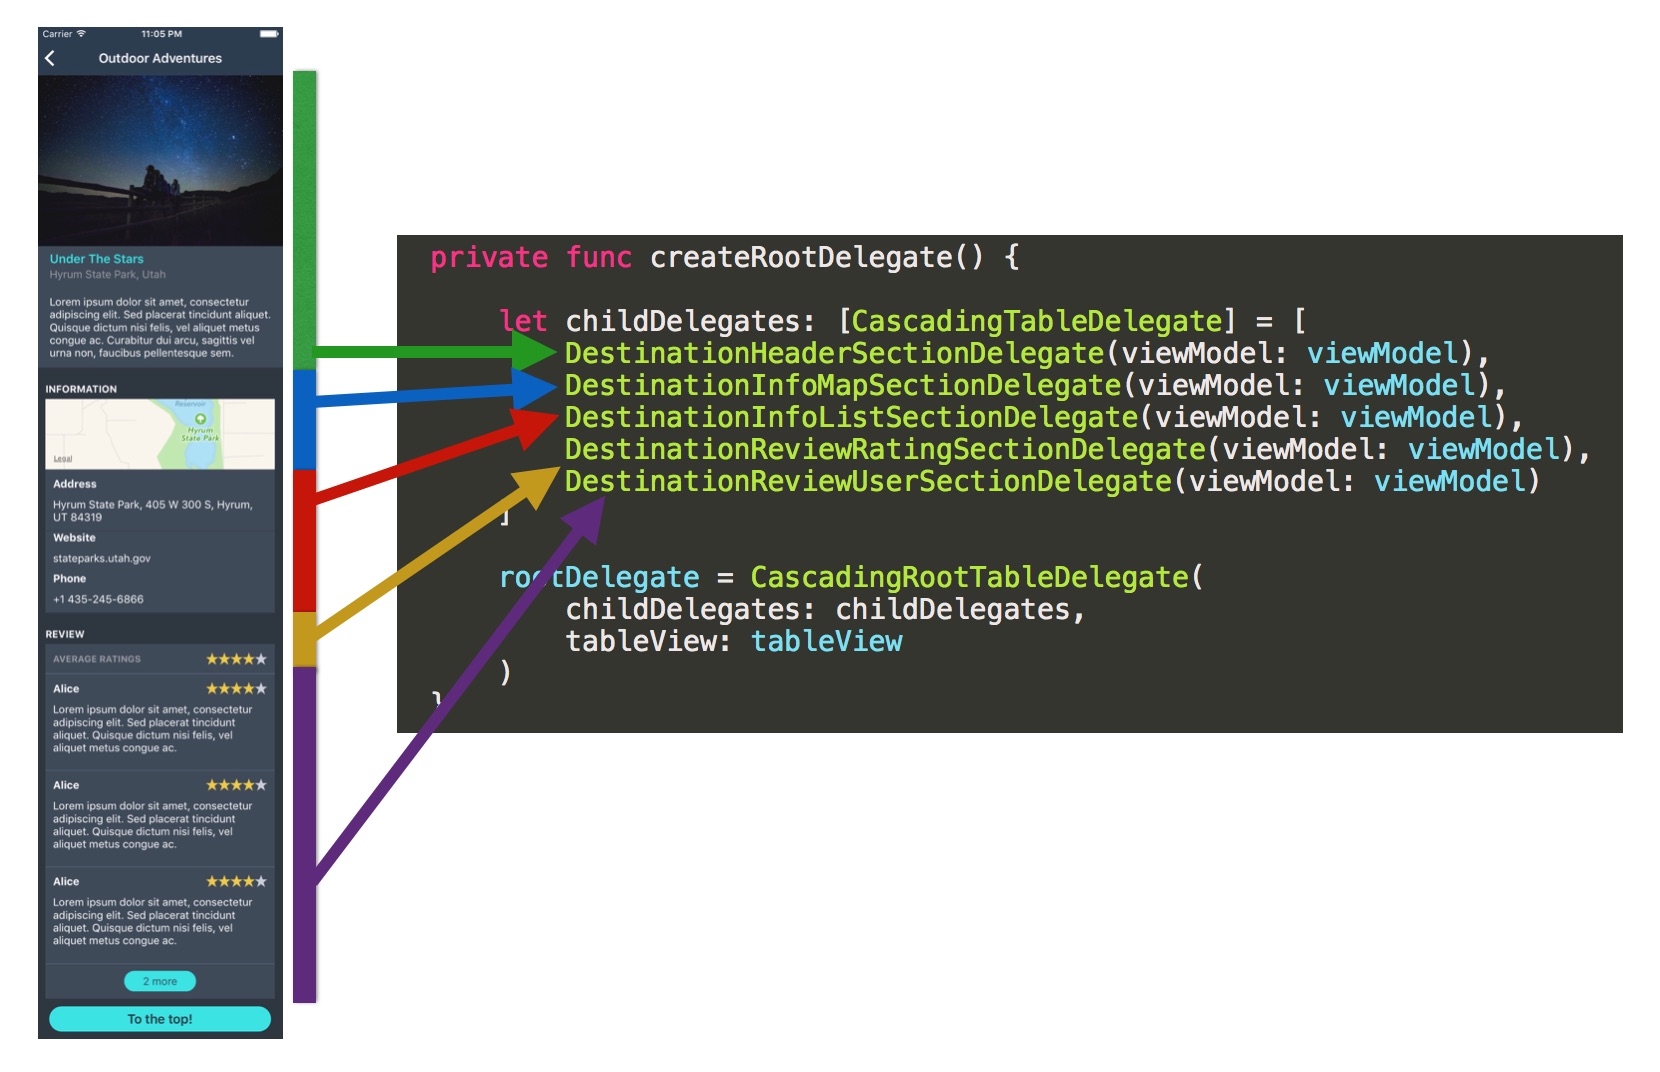 Carrier 11:05 PM
Outdoor Adventures
Under The Stars
Hyrum State Park, Utah
Lorem ipsum dolor sit amet, consectetur
adipiscing elit. Sed placerat tincidunt aliquet.
Quisque dictum nisi felis, vel aliquet metus
congue ac. Curabitur dui arcu, sagittis vel
urna non, faucibus pellentesque sem.
INFORMATION
Reservoir
Hyrum
State Park
Legal
Address
Hyrum State Park, 405 W 300 S, Hyrum,
UT 84319
Website
stateparks.utah.gov
Phone
+1 435-245-6866
REVIEW
AVERAGE RATINGS
Alice
Lorem ipsum dolor sit amet, consectetur
adipiscing elit. Sed placerat tincidunt
aliquet. Quisque dictum nisi felis, vel
aliquet metus congue ac.
Alice
Lorem ipsum dolor sit amet, consectetur
adipiscing elit. Sed placerat tincidunt
aliquet. Quisque dictum nisi felis, vel
aliquet metus congue ac.
Alice
Lorem ipsum dolor sit amet, consectetur
adipiscing elit. Sed placerat tincidunt
aliquet. Quisque dictum nisi felis, vel
aliquet metus congue ac.
2 more
To the top!
private func createRootDelegate() {
let childDelegates: [CascadingTableDelegate] = [
DestinationHeaderSectionDelegate(viewModel: viewModel),
DestinationInfoMapSectionDelegate(viewModel: viewModel),
DestinationInfoListSectionDelegate(viewModel: viewModel),
DestinationReviewRatingSectionDelegate(viewModel: viewModel),
DestinationReviewUserSectionDelegate(viewModel: viewModel)
]
rootDelegate = CascadingRootTableDelegate(
childDelegates: childDelegates,
tableView: tableView
)
}